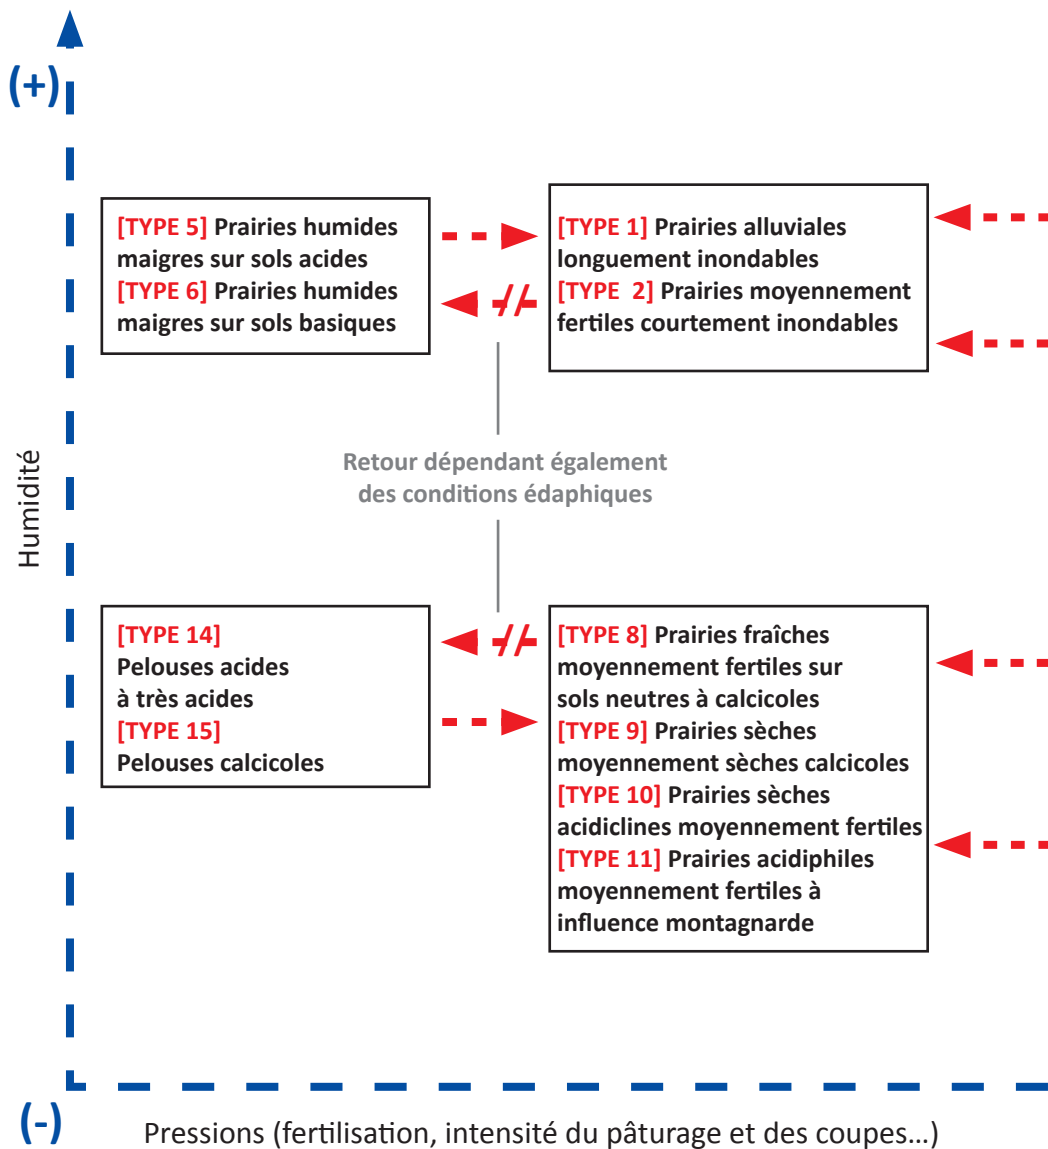 (+)
[TYPE 5] Prairies humides
maigres sur sols acides
[TYPE 6] Prairies humides
maigres sur sols basiques
[TYPE 1] Prairies alluviales
longuement inondables
[TYPE 2] Prairies moyennement
fertiles courtement inondables
Retour dépendant également
des conditions édaphiques
Humidité
[TYPE 14]
Pelouses acides
à très acides
[TYPE 15]
Pelouses calcicoles
[TYPE 8] Prairies fraîches
moyennement fertiles sur
sols neutres à calcicoles
[TYPE 9] Prairies sèches
moyennement sèches calcicoles
[TYPE 10] Prairies sèches
acidiclines moyennement fertiles
[TYPE 11] Prairies acidiphiles
moyennement fertiles à
influence montagnarde
(-)
Pressions (fertilisation, intensité du pâturage et des coupes...)